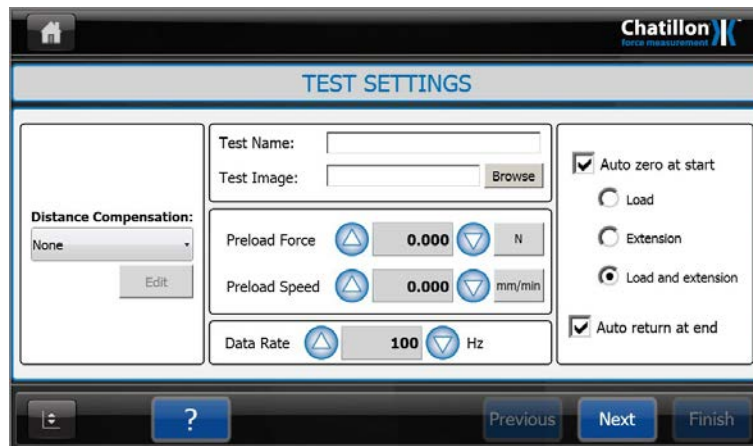 Chatillon
force measurement
TEST SETTINGS
Distance Compensation:
None
Edit
Test Name:
Test Image:
Browse
Preload Force
0.000
N
Preload Speed
0.000
mm/min
Data Rate
100
Hz
Auto zero at start
Load
Extension
Load and extension
Auto return at end
?
Previous
Next
Finish